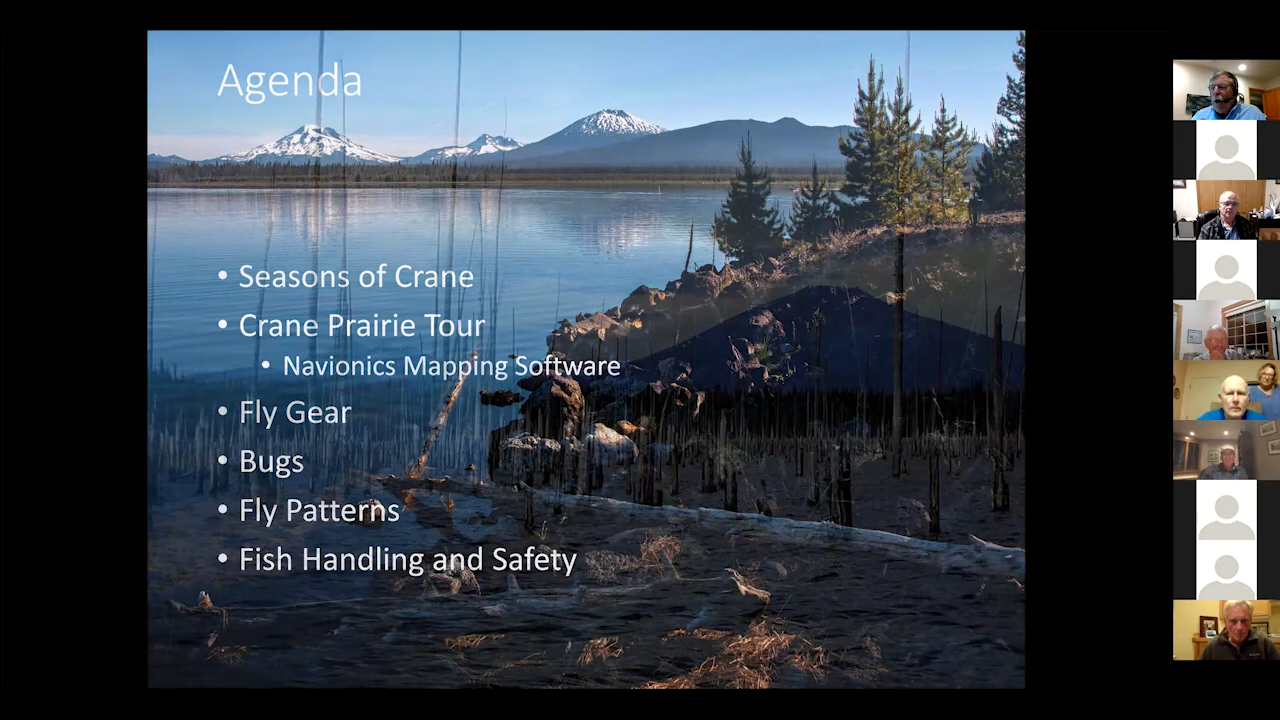 Agenda
• Seasons of Crane
• Crane Prairie Tour
• Navionics Mapping Software
• Fly Gear
• Bugs
• Fly Patterns
• Fish Handling and Safety